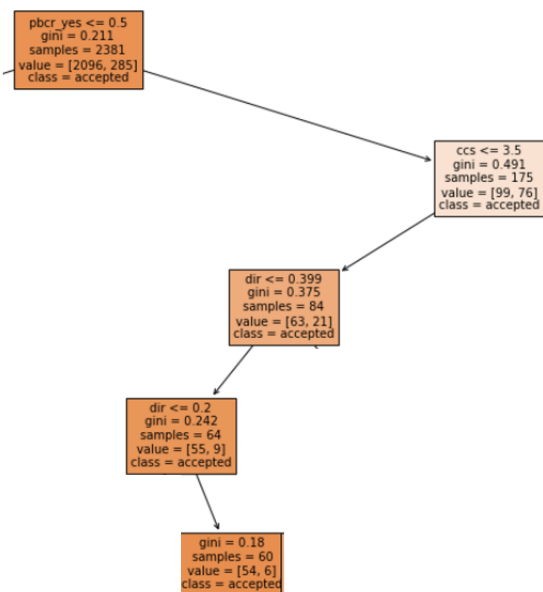 pbcr_yes <= 0.5
gini = 0.211
samples = 2381
value = [2096, 285]
class = accepted
ccs <= 3.5
gini = 0.491
samples = 175
value = [99, 76]
class = accepted
dir <= 0.399
gini = 0.375
samples = 84
value = [63, 21]
class = accepted
dir <= 0.2
gini = 0.242
samples = 64
value = [55, 9]
class = accepted
gini = 0.18
samples = 60
value = [54, 6]
class = accepted